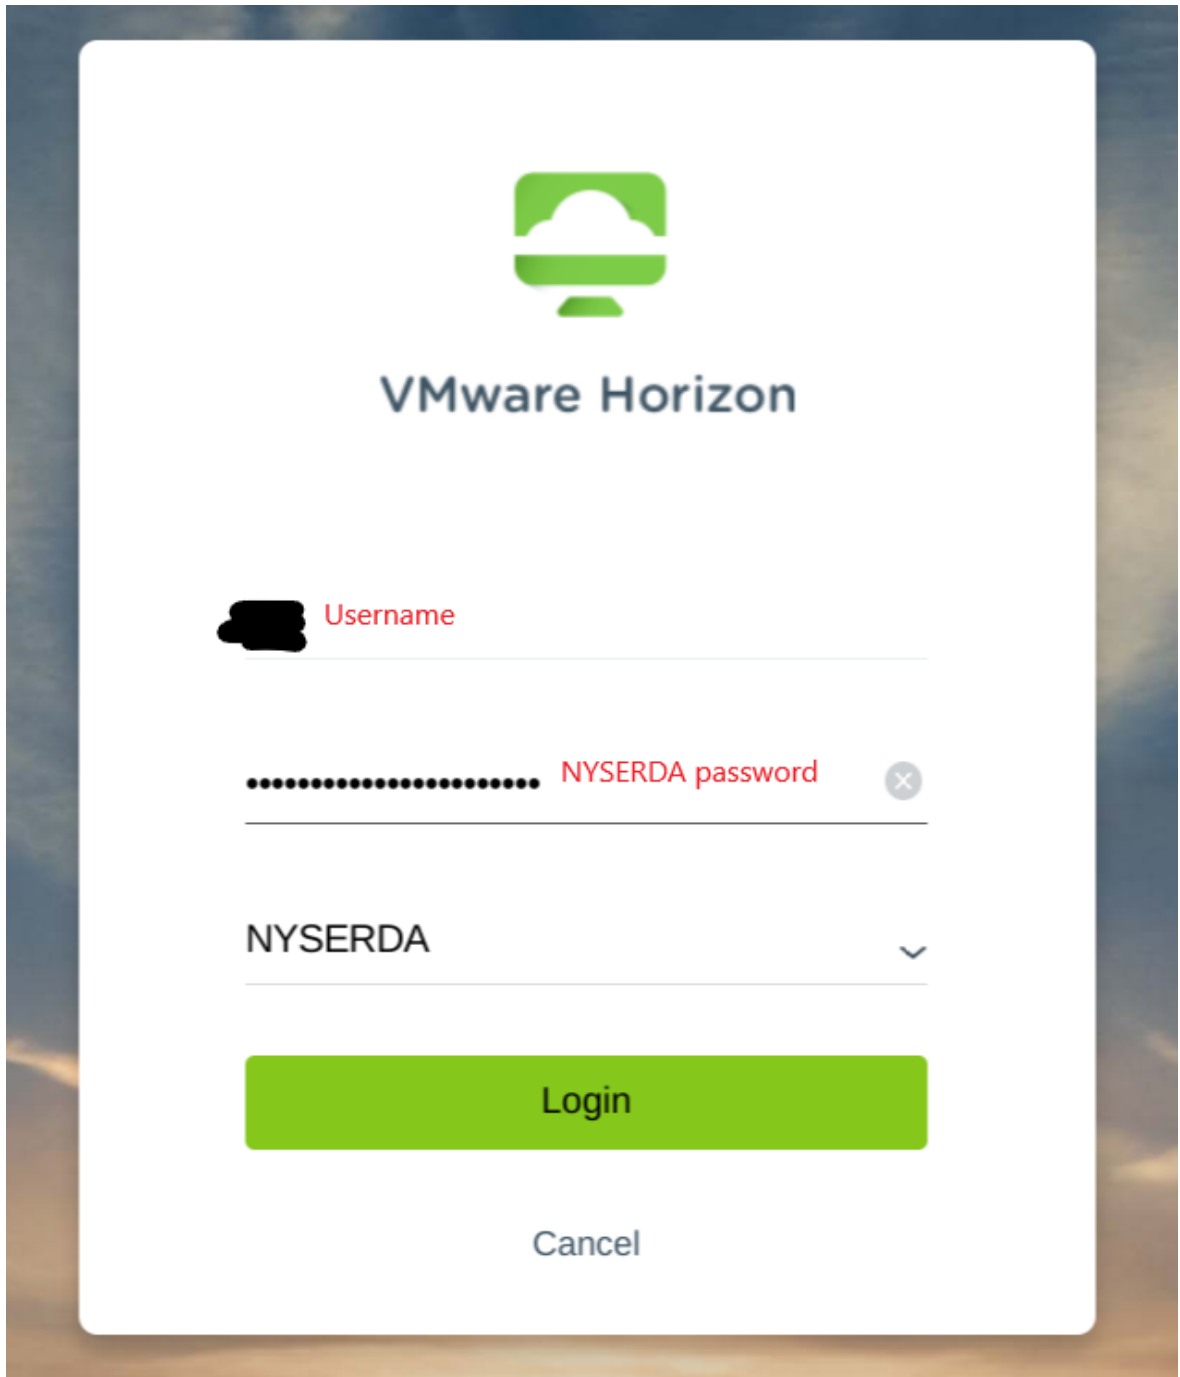 VMware Horizon
Username
•••••••••••••••••••••••
NYSERDA password
NYSERDA
Login
Cancel